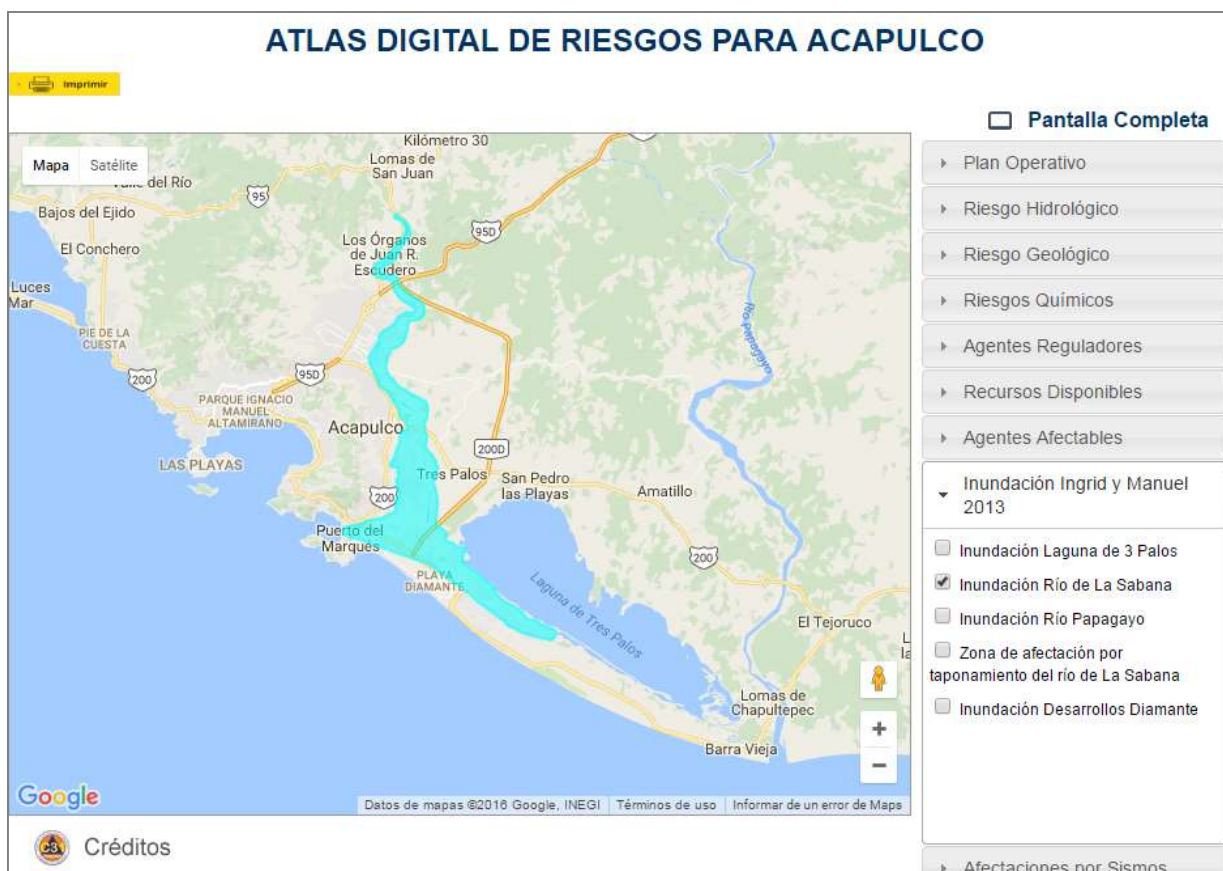 ATLAS DIGITAL DE RIESGOS PARA ACAPULCO
Imprimir
Pantalla Completa
Mapa
Satélite
Kilómetro 30
Lomas de
San Juan
del Río
95
Bajos del Ejido
95D
El Conchero
Los Órganos
de Juan R.
Escudero
Luces
Mar
PIE DE LA
CUESTA
Río Papagayo
200
95D
PARQUE IGNACIO
MANUEL
ALTAMIRANO
Acapulco
200D
LAS PLAYAS
Tres Palos
San Pedro
las Playas
Amatillo
200
Puerto del
Marqués
200
PLAYA
DIAMANTE
Laguna de Tres Palos
El Tejoruco
Lomas de
Chapultepec
Barra Vieja
Google
Datos de mapas ©2016 Google, INEGI
Términos de uso
Informar de un error de Maps
Plan Operativo
Riesgo Hidrológico
Riesgo Geológico
Riesgos Químicos
Agentes Reguladores
Recursos Disponibles
Agentes Afectables
Inundación Ingrid y Manuel
2013
Inundación Laguna de 3 Palos
Inundación Río de La Sabana
Inundación Río Papagayo
Zona de afectación por
taponamiento del río de La Sabana
Inundación Desarrollos Diamante
Afectaciones por Sismos
Créditos